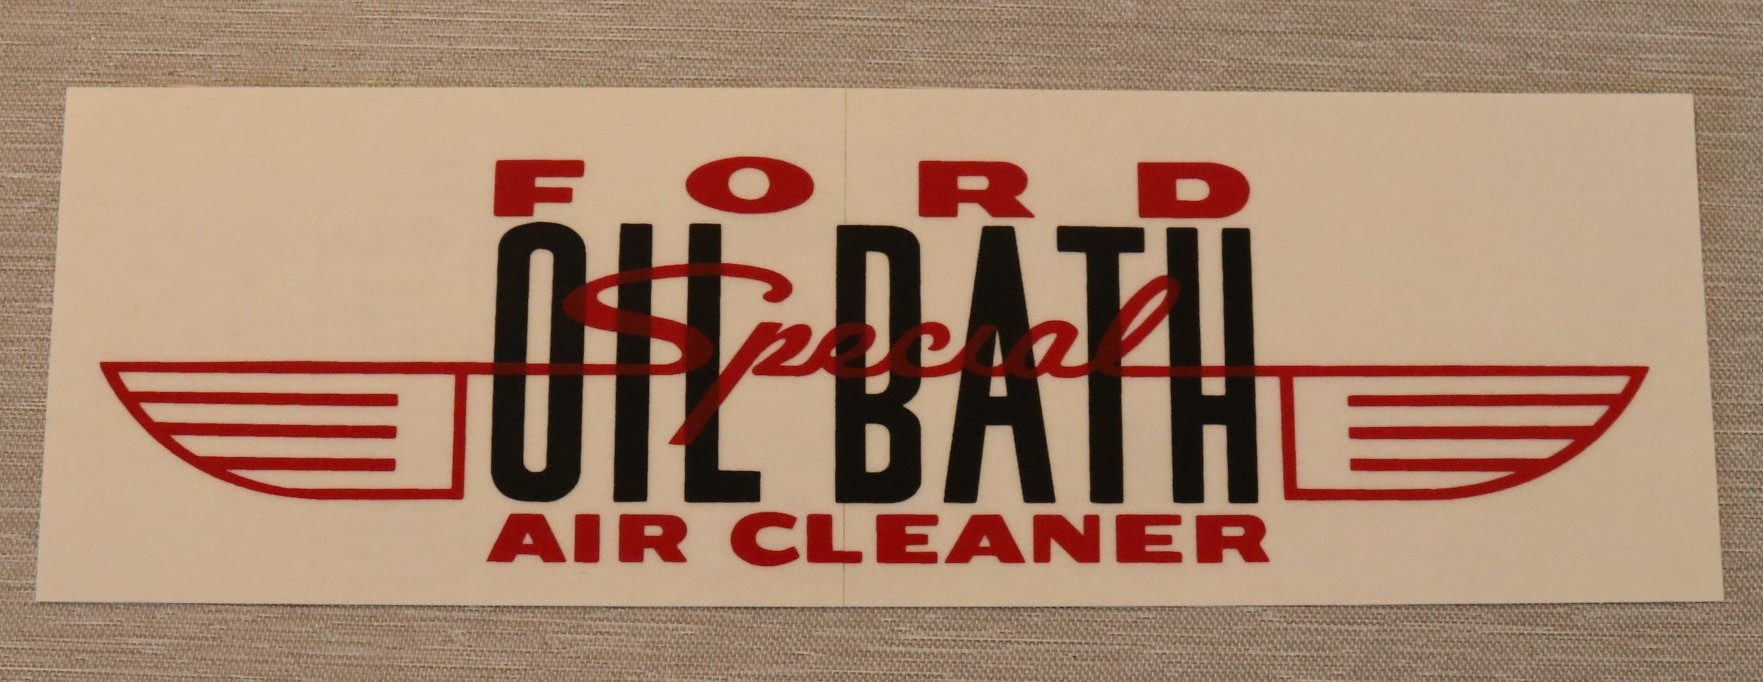 FORD
OIL BATH
Special
AIR CLEANER